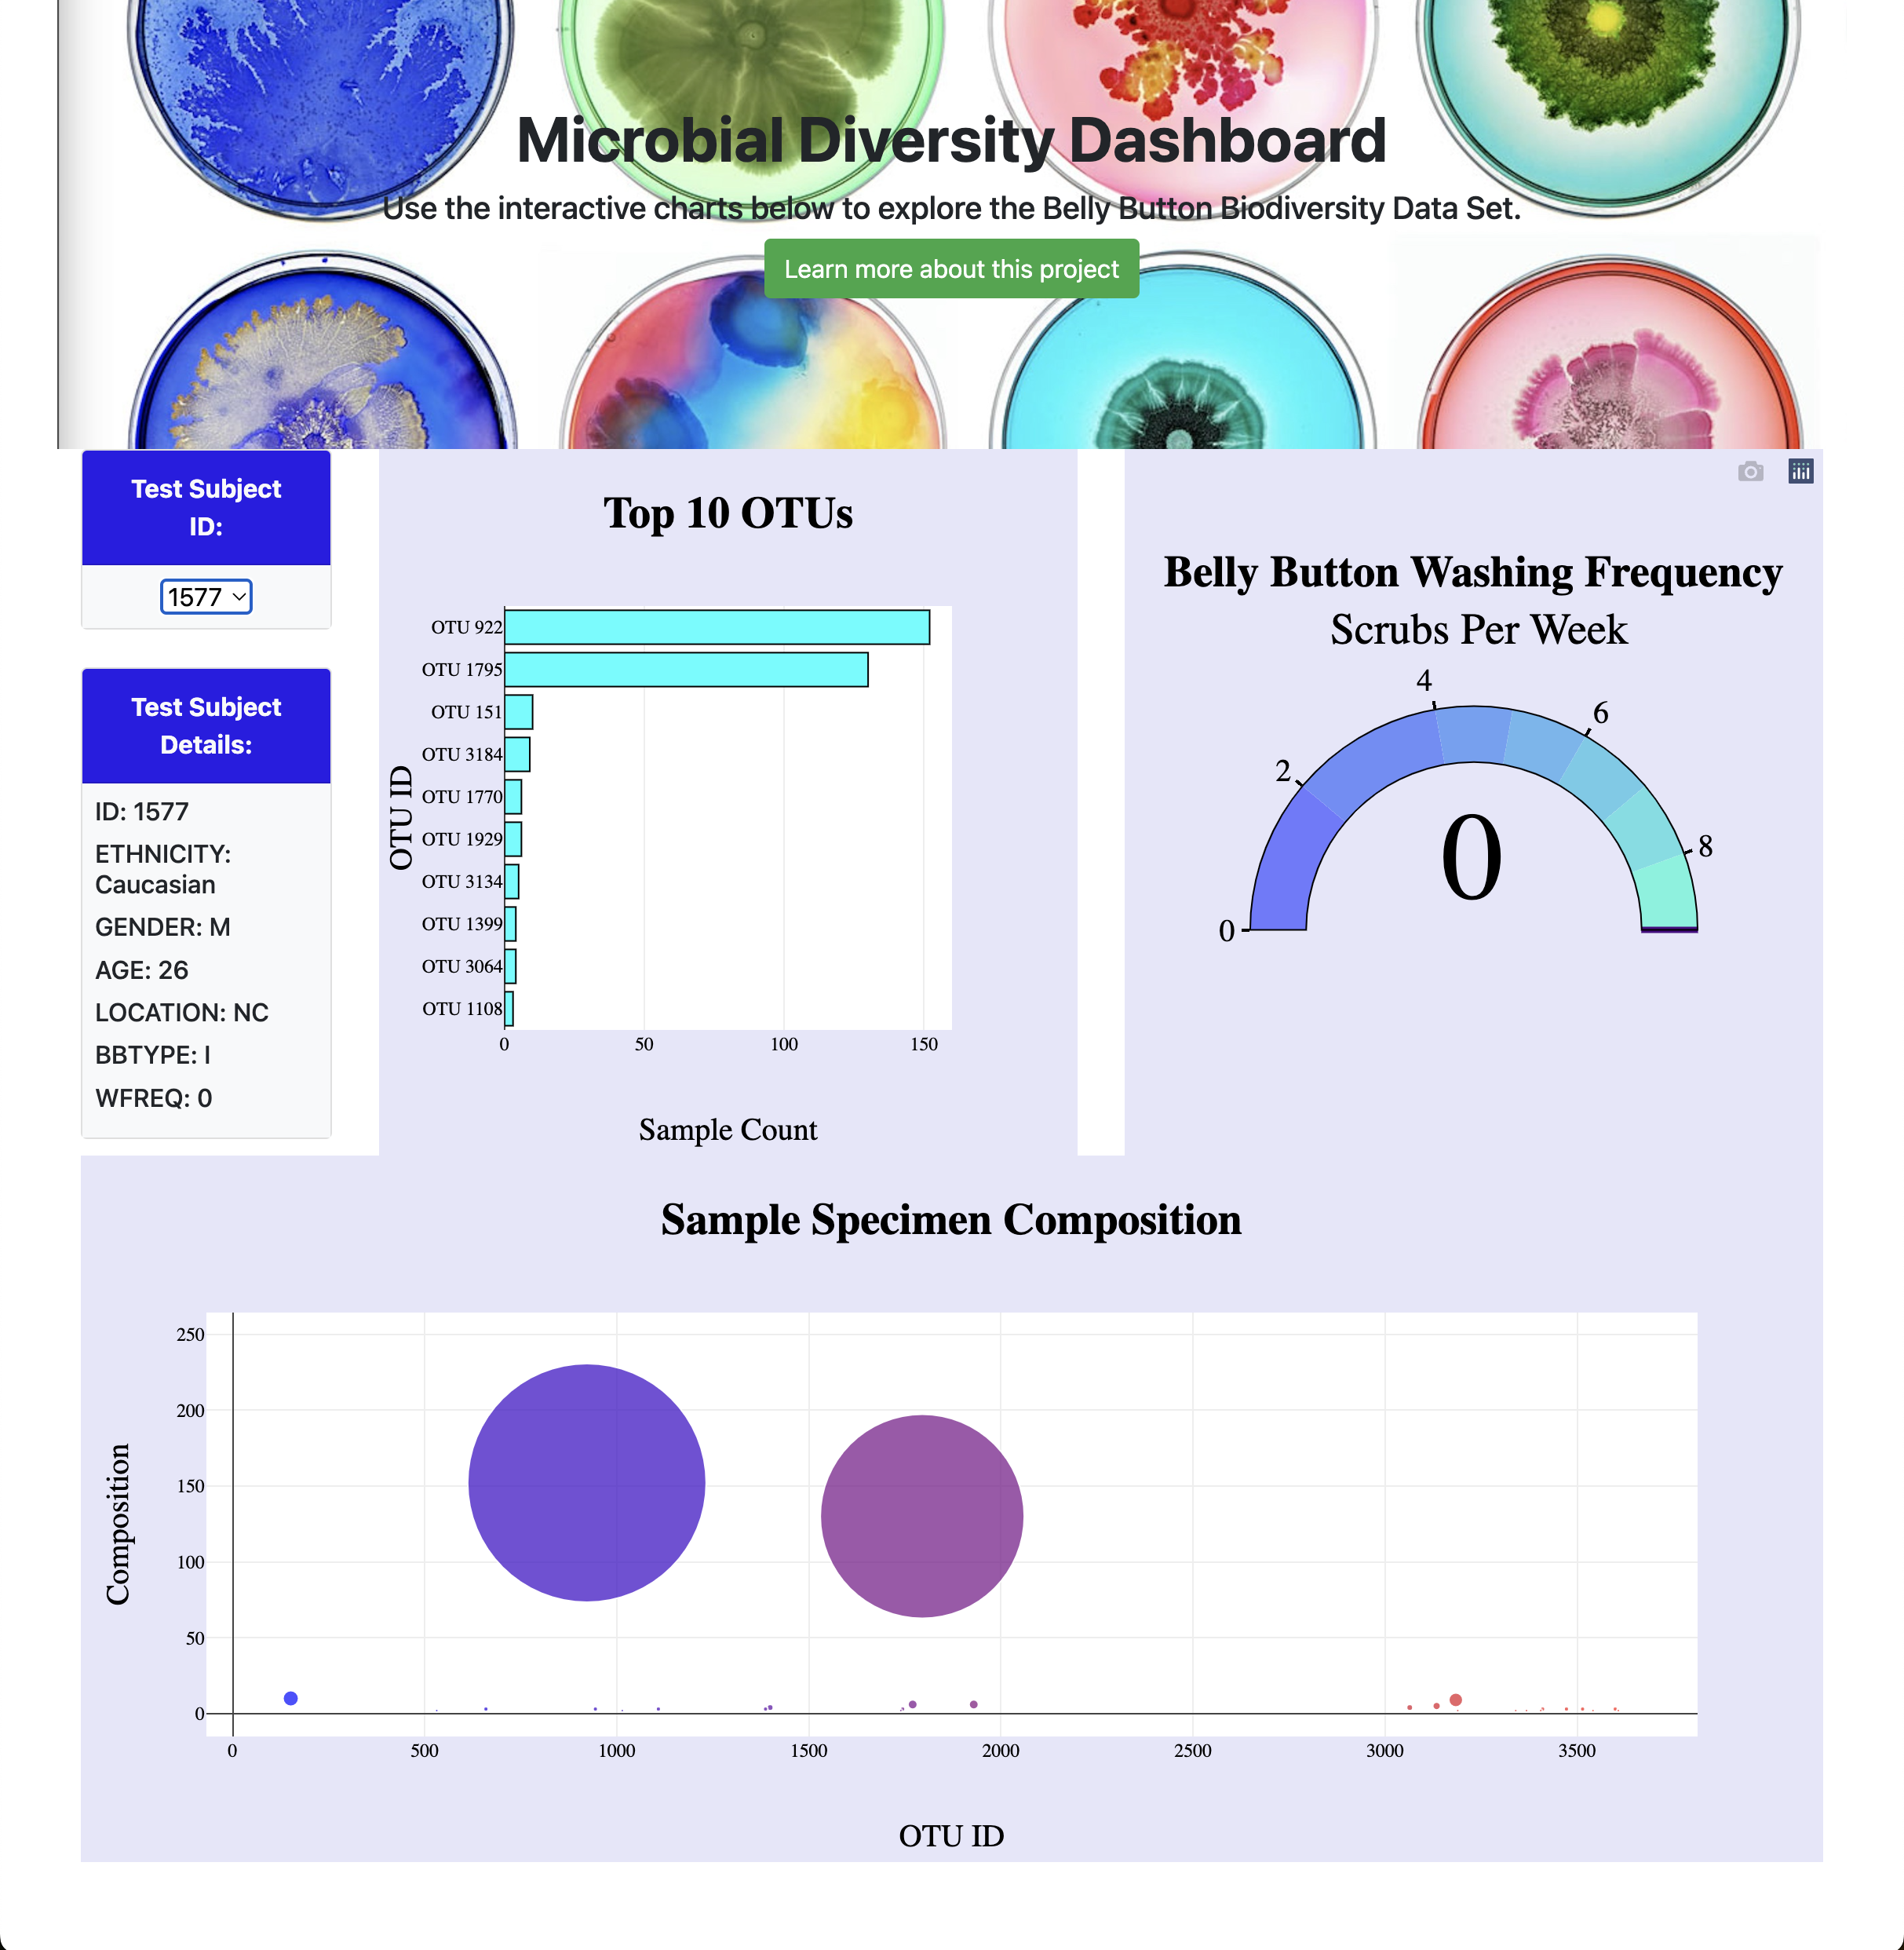 Microbial Diversity Dashboard
Use the interactive charts below to explore the Belly Button Biodiversity Data Set.
Learn more about this project
Test Subject
ID:
1577
Test Subject
Details:
ID: 1577
ETHNICITY:
Caucasian
GENDER: M
AGE: 26
LOCATION: NC
BBTYPE: I
WFREQ: 0
Top 10 OTUs
OTU ID
OTU 922
OTU 1795
OTU 151
OTU 3184
OTU 1770
OTU 1929
OTU 3134
OTU 1399
OTU 3064
OTU 1108
0 50 100 150
Sample Count
Belly Button Washing Frequency
Scrubs Per Week
0
2
4
6
8
0
Sample Specimen Composition
Composition
250
200
150
100
50
0
0 500 1000 1500 2000 2500 3000 3500
OTU ID